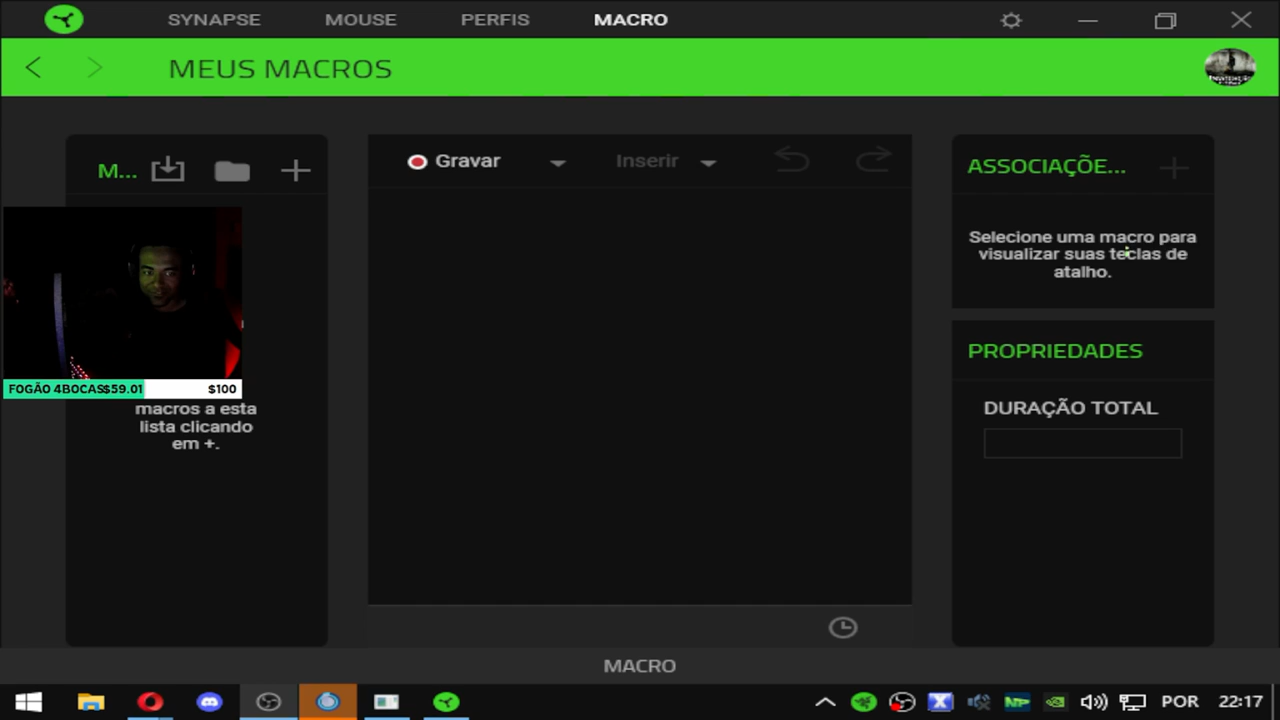 SYNAPSE MOUSE PERFIS MACRO
MEUS MACROS
M...
Gravar Inserir
ASSOCIAÇÕE...
Selecione uma macro para
visualizar suas teclas de
atalho.
PROPRIEDADES
DURAÇÃO TOTAL
FOGÃO 4BOCAS$59.01 $100
macros a esta
lista clicando
em +.
MACRO
POR 22:17